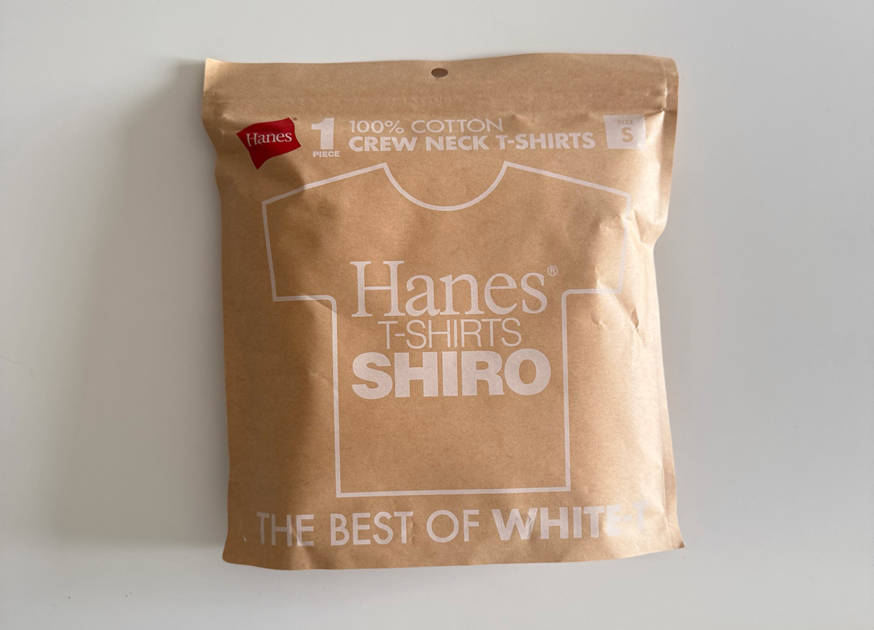 Hanes
1
PIECE
100% COTTON
CREW NECK T-SHIRTS
SIZE
S
Hanes®
T-SHIRTS
SHIRO
THE BEST OF WHITE-T